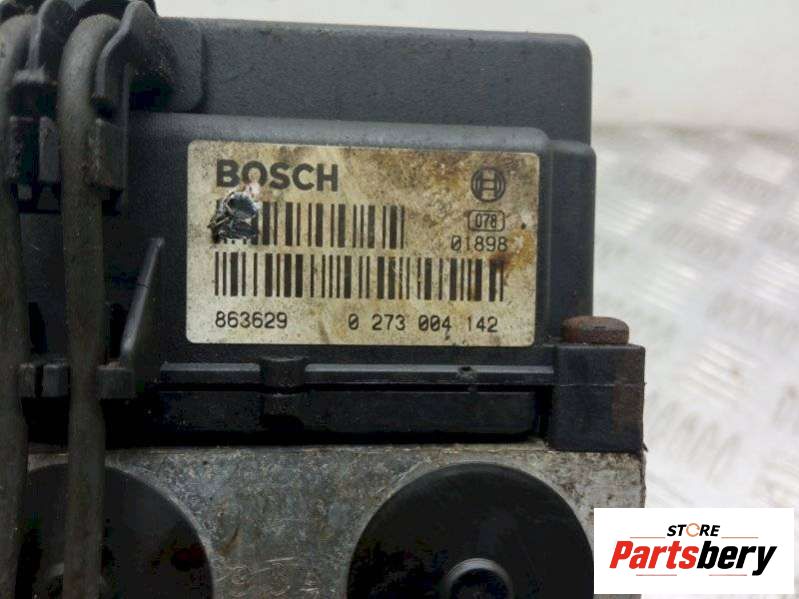 BOSCH
078
01898
863629 0 273 004 142
STORE
Partsbery